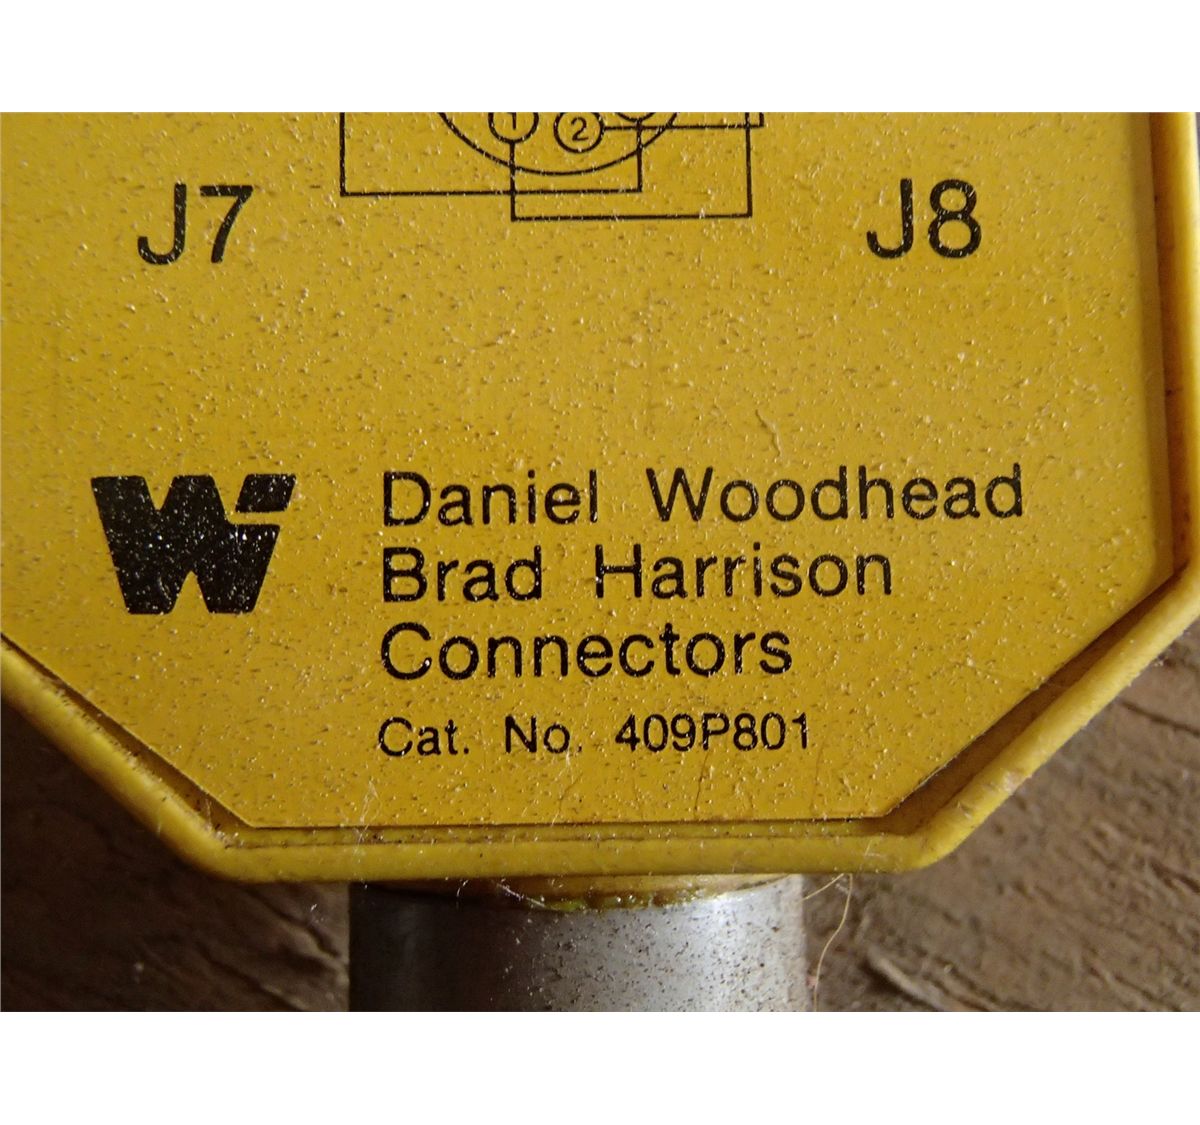 1 2
J7 J8
W
Daniel Woodhead
Brad Harrison
Connectors
Cat. No. 409P801